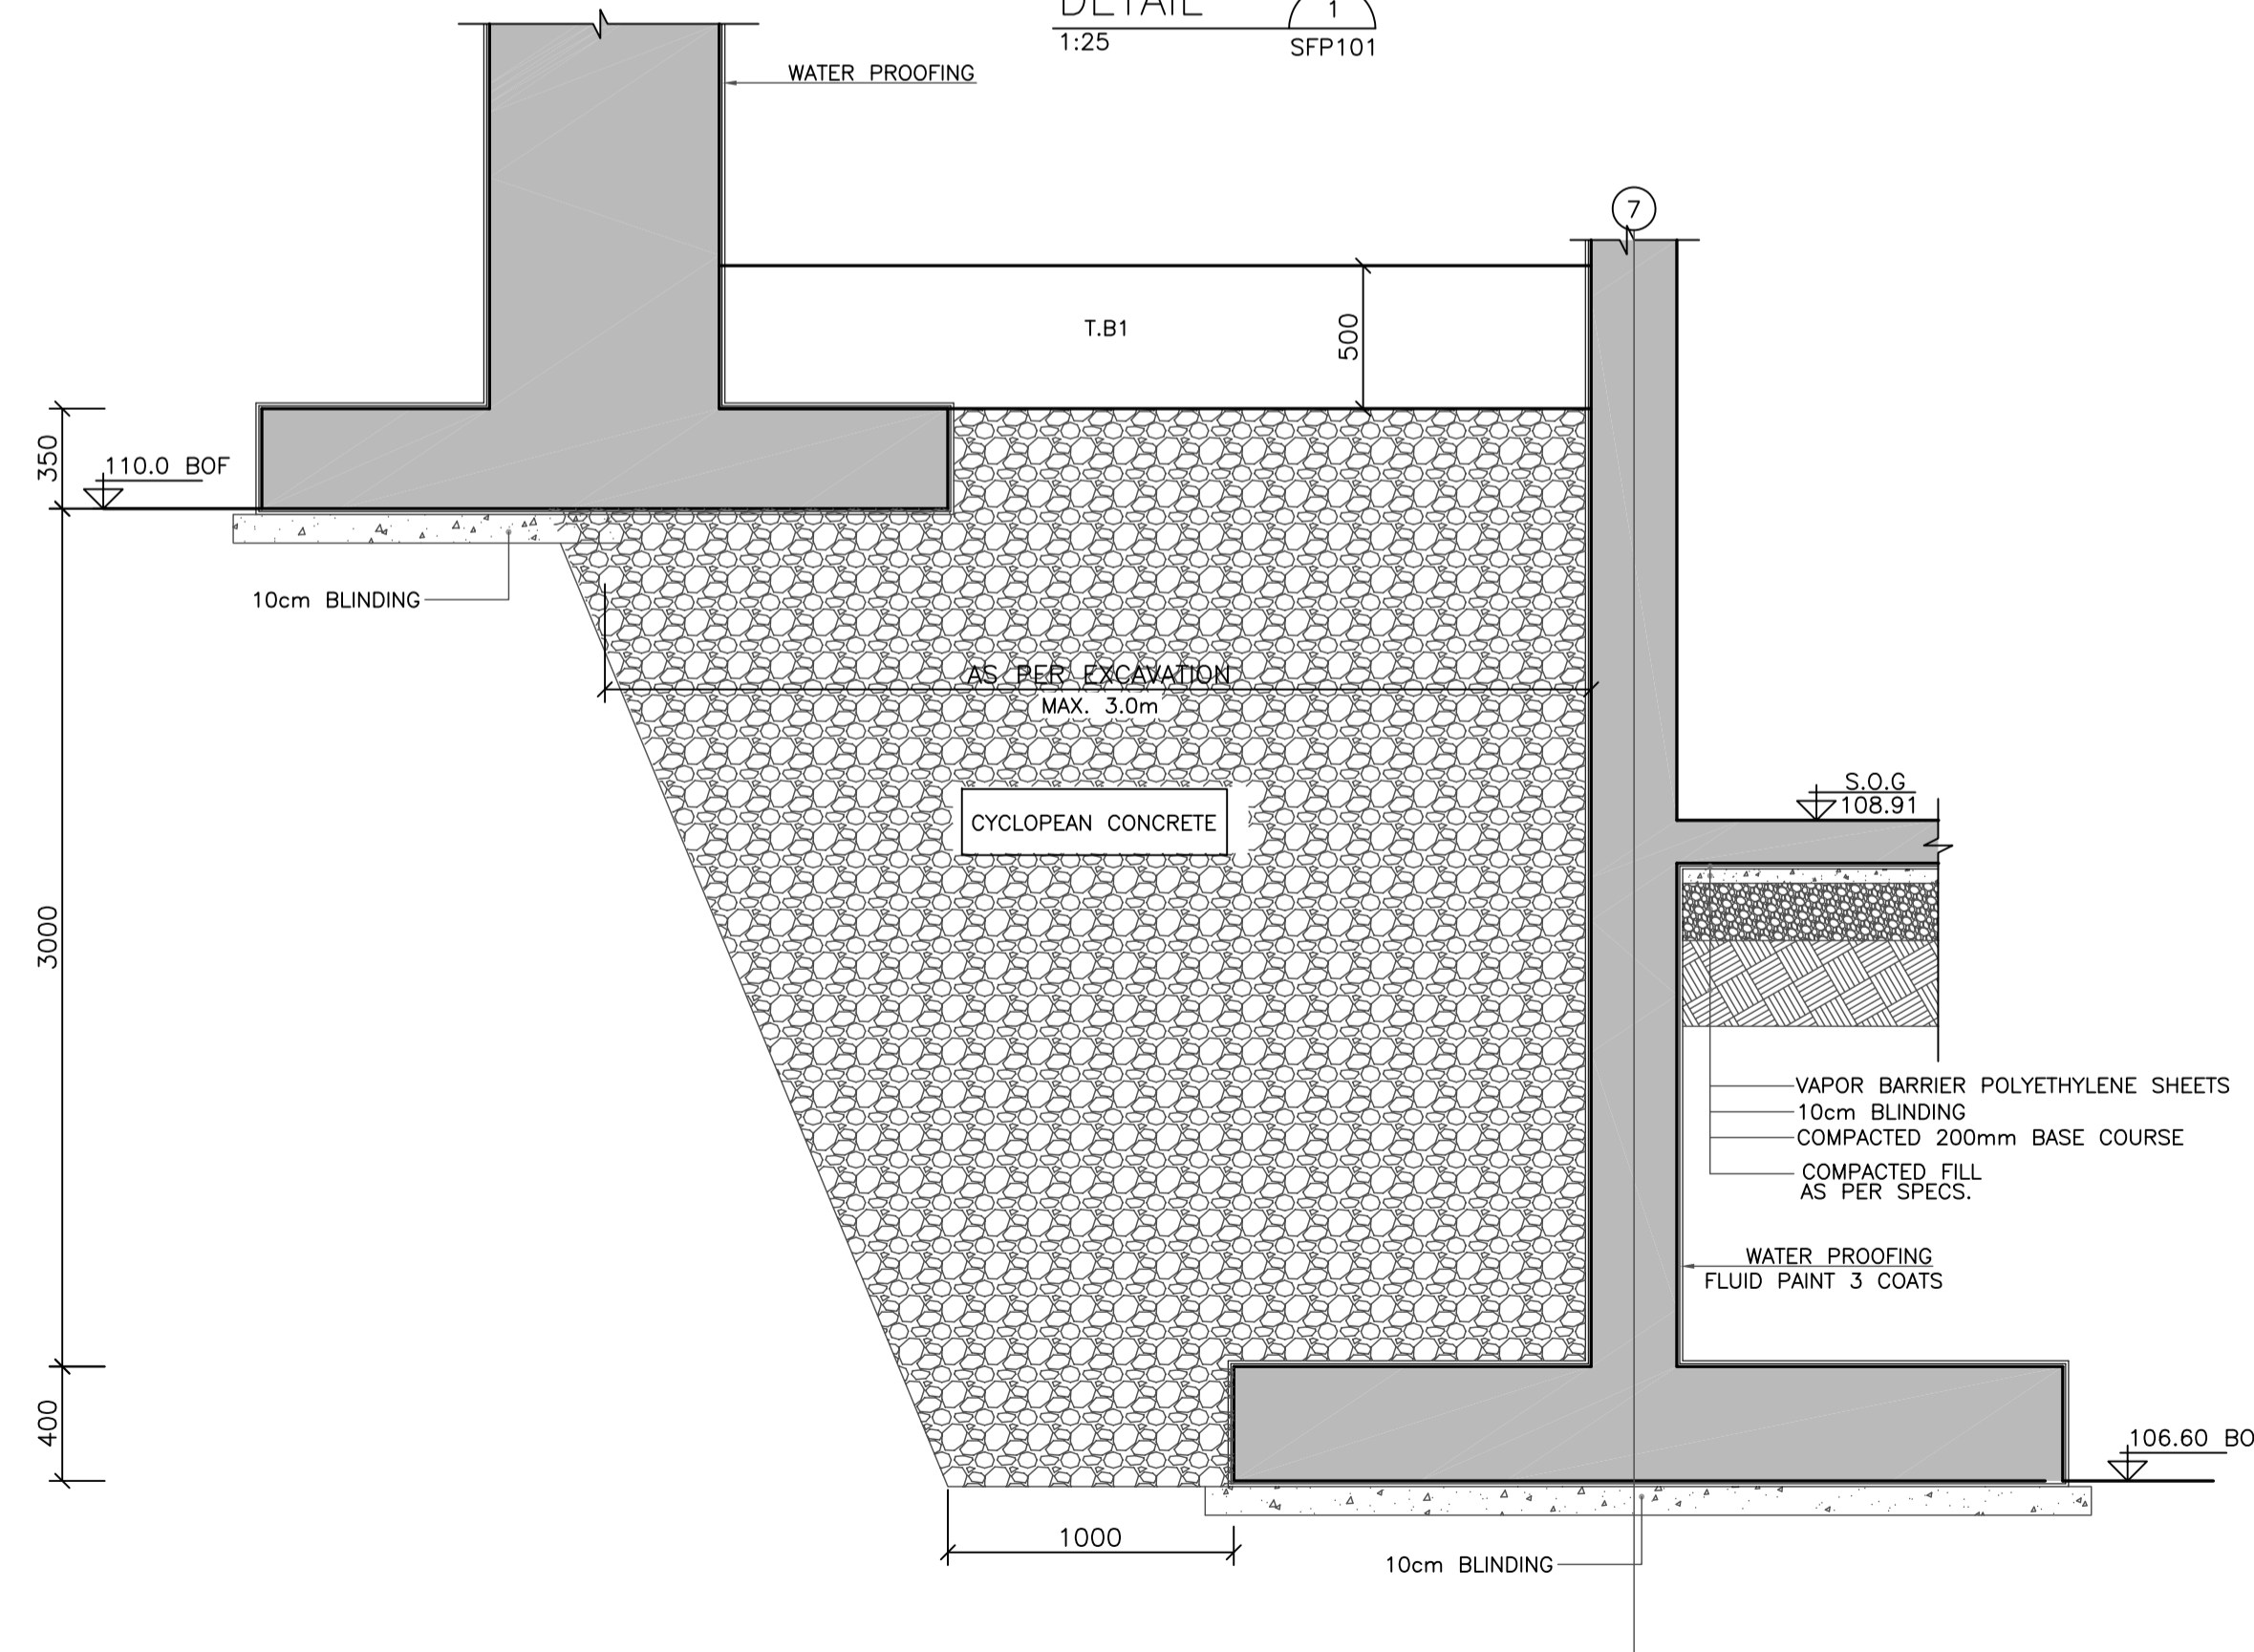 DETAIL
1
1:25
SFP101
WATER PROOFING
7
T.B1
500
350
110.0 BOF
10cm BLINDING
AS PER EXCAVATION
MAX. 3.0m
S.O.G
108.91
CYCLOPEAN CONCRETE
3000
VAPOR BARRIER POLYETHYLENE SHEETS
10cm BLINDING
COMPACTED 200mm BASE COURSE
COMPACTED FILL
AS PER SPECS.
WATER PROOFING
FLUID PAINT 3 COATS
400
106.60 BO
1000
10cm BLINDING